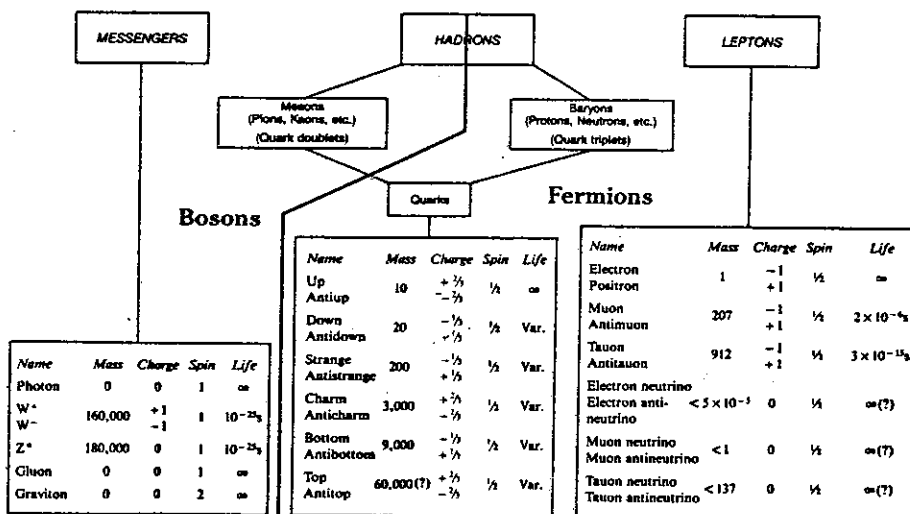 MESSENGERS
HADRONS
LEPTONS
Mesons
(Pions, Kaons, etc.)
(Quark doublets)
Baryons
(Protons, Neutrons, etc.)
(Quark triplets)
Quarks
Bosons
Fermions
Name Mass Charge Spin Life
Photon 0 0 1 ∞
W⁺ +1
160,000 1 10⁻²⁵s
W⁻ −1
Z° 180,000 0 1 10⁻²⁵s
Gluon 0 0 1 ∞
Graviton 0 0 2 ∞
Name Mass Charge Spin Life
Up + ⅔
10 ½ ∞
Antiup − ⅔
Down − ⅓
20 ½ Var.
Antidown + ⅓
Strange − ⅓
200 ½ Var.
Antistrange + ⅓
Charm + ⅔
3,000 ½ Var.
Anticharm − ⅔
Bottom − ⅓
9,000 ½ Var.
Antibottom + ⅓
Top + ⅔
60,000(?) ½ Var.
Antitop − ⅔
Name Mass Charge Spin Life
Electron −1
1 ½ ∞
Positron +1
Muon −1
207 ½ 2 × 10⁻⁶s
Antimuon +1
Tauon −1
912 ½ 3 × 10⁻¹⁵s
Antitauon +1
Electron neutrino
Electron anti- < 5 × 10⁻⁵ 0 ½ ∞(?)
neutrino
Muon neutrino
<1 0 ½ ∞(?)
Muon antineutrino
Tauon neutrino
<137 0 ½ ∞(?)
Tauon antineutrino